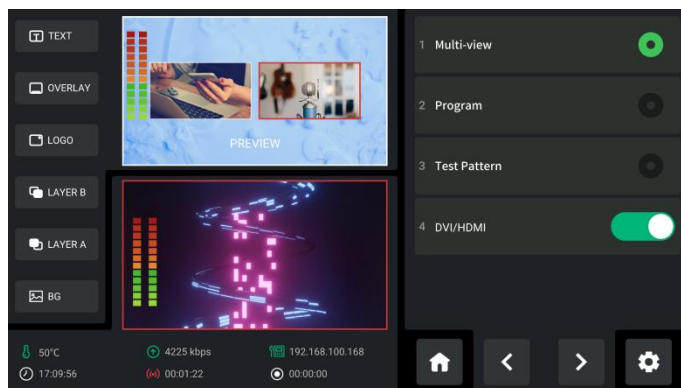 TEXT
OVERLAY
LOGO
LAYER B
LAYER A
BG
PREVIEW
50°C
4225 kbps
192.168.100.168
17:09:56
00:01:22
00:00:00
1 Multi-view
2 Program
3 Test Pattern
4 DVI/HDMI